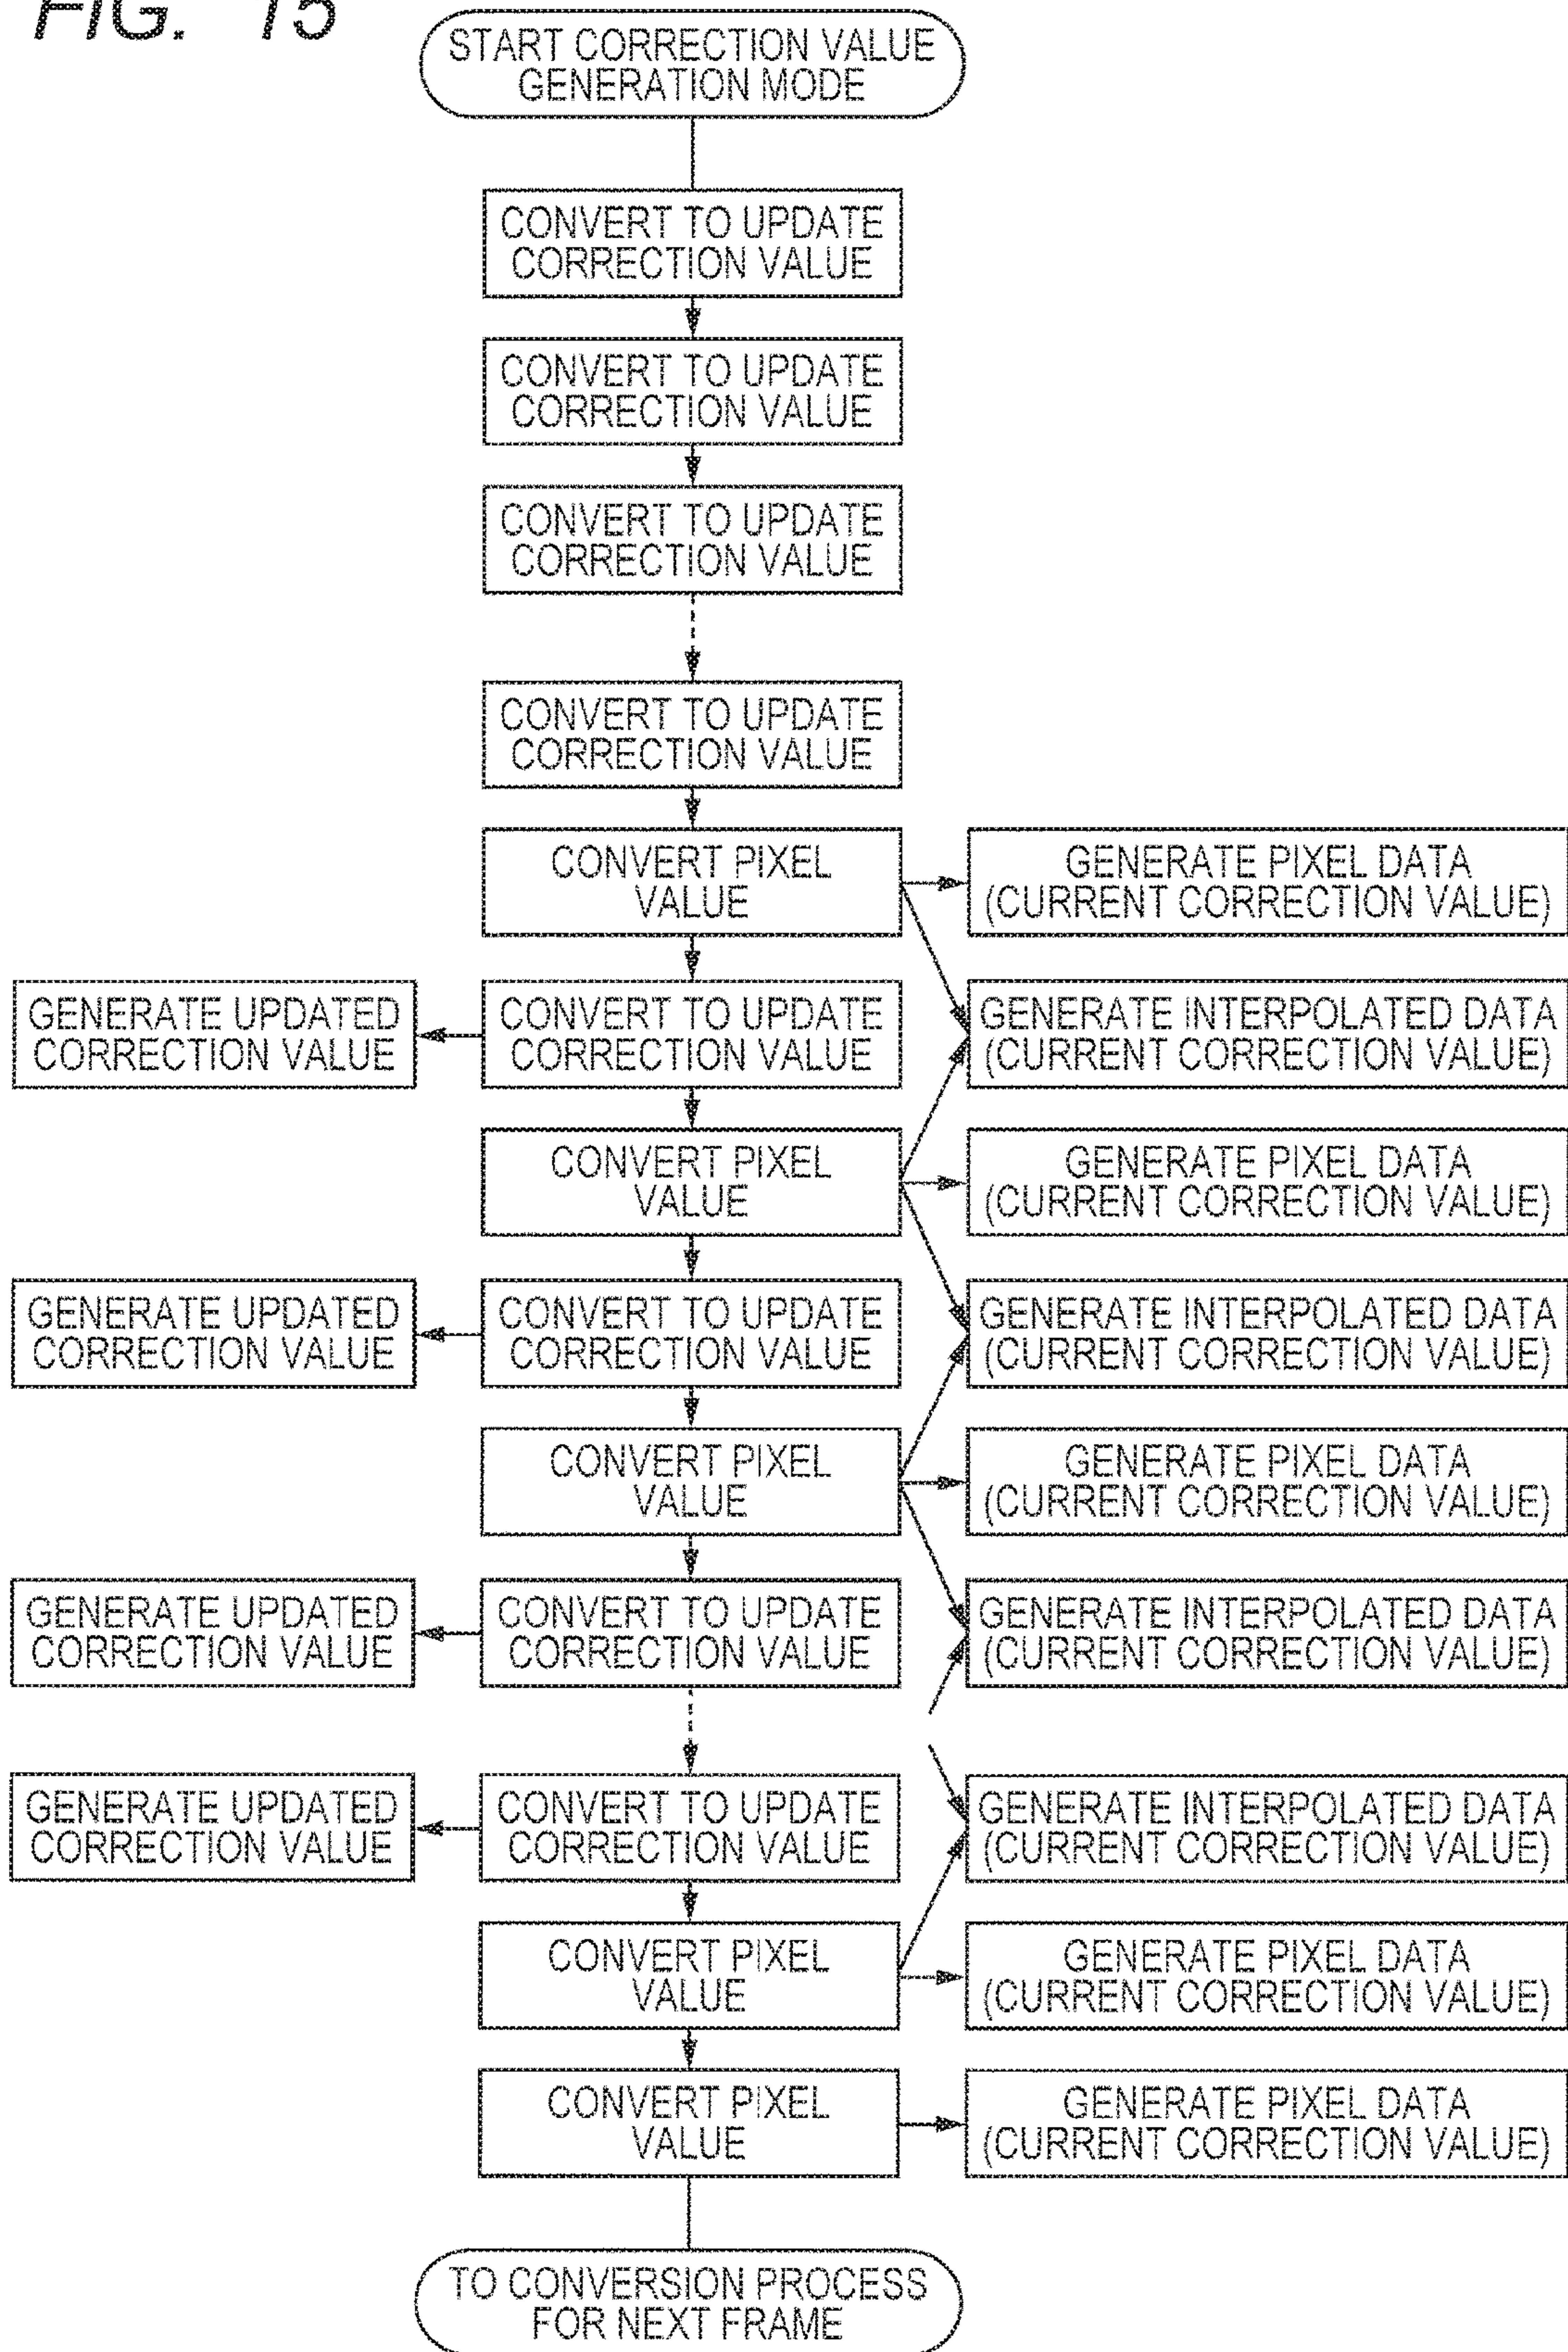 FIG. 15
START CORRECTION VALUE
GENERATION MODE
CONVERT TO UPDATE
CORRECTION VALUE
CONVERT TO UPDATE
CORRECTION VALUE
CONVERT TO UPDATE
CORRECTION VALUE
CONVERT TO UPDATE
CORRECTION VALUE
CONVERT PIXEL
VALUE
GENERATE PIXEL DATA
(CURRENT CORRECTION VALUE)
GENERATE UPDATED
CORRECTION VALUE
CONVERT TO UPDATE
CORRECTION VALUE
GENERATE INTERPOLATED DATA
(CURRENT CORRECTION VALUE)
CONVERT PIXEL
VALUE
GENERATE PIXEL DATA
(CURRENT CORRECTION VALUE)
GENERATE UPDATED
CORRECTION VALUE
CONVERT TO UPDATE
CORRECTION VALUE
GENERATE INTERPOLATED DATA
(CURRENT CORRECTION VALUE)
CONVERT PIXEL
VALUE
GENERATE PIXEL DATA
(CURRENT CORRECTION VALUE)
GENERATE UPDATED
CORRECTION VALUE
CONVERT TO UPDATE
CORRECTION VALUE
GENERATE INTERPOLATED DATA
(CURRENT CORRECTION VALUE)
GENERATE UPDATED
CORRECTION VALUE
CONVERT TO UPDATE
CORRECTION VALUE
GENERATE INTERPOLATED DATA
(CURRENT CORRECTION VALUE)
CONVERT PIXEL
VALUE
GENERATE PIXEL DATA
(CURRENT CORRECTION VALUE)
CONVERT PIXEL
VALUE
GENERATE PIXEL DATA
(CURRENT CORRECTION VALUE)
TO CONVERSION PROCESS
FOR NEXT FRAME